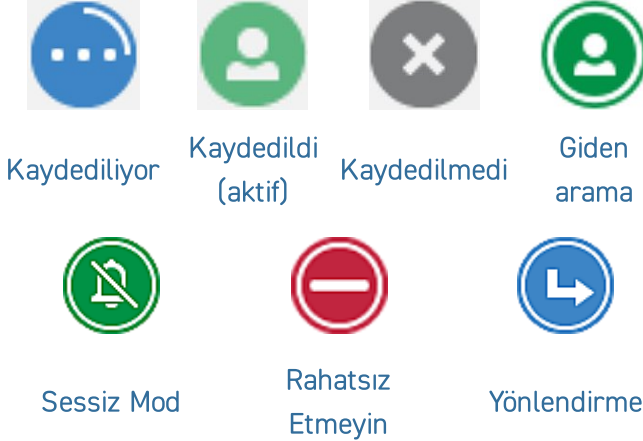 Kaydediliyor
Kaydedildi
(aktif)
Kaydedilmedi
Giden
arama
Sessiz Mod
Rahatsız
Etmeyin
Yönlendirme